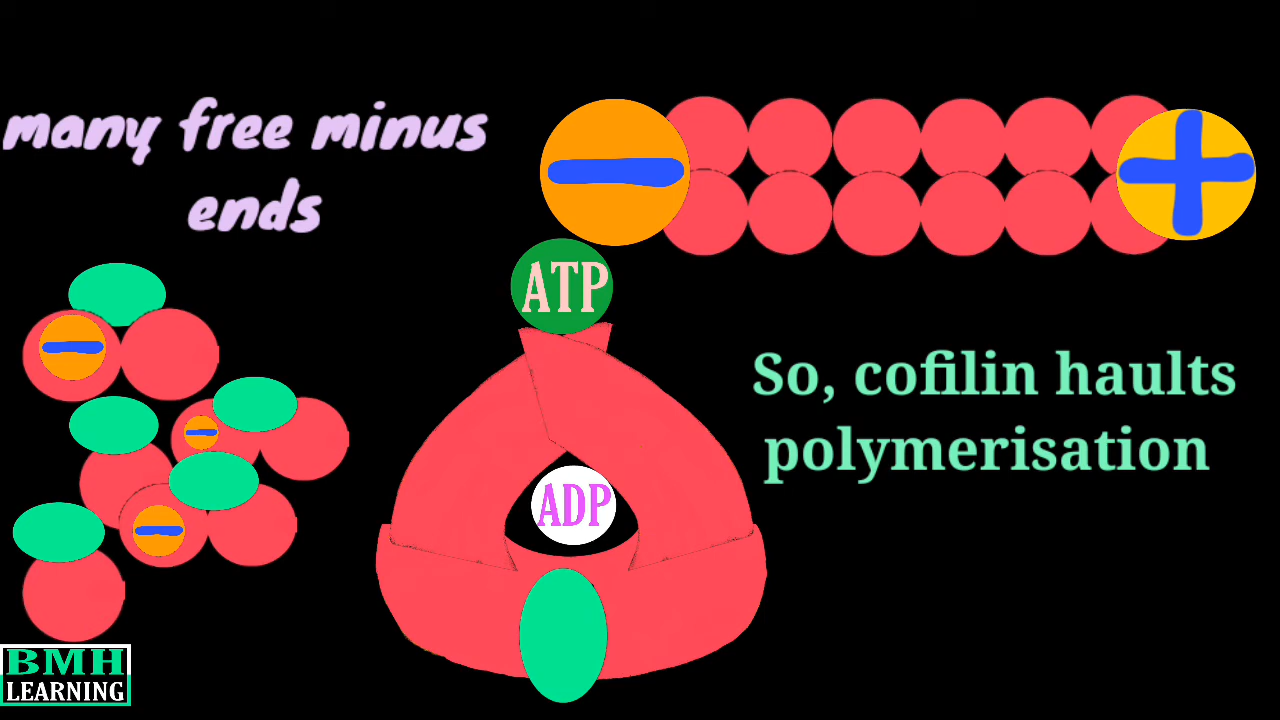 many free minus
ends
ATP
So, cofilin haults
polymerisation
ADP
BMH
LEARNING